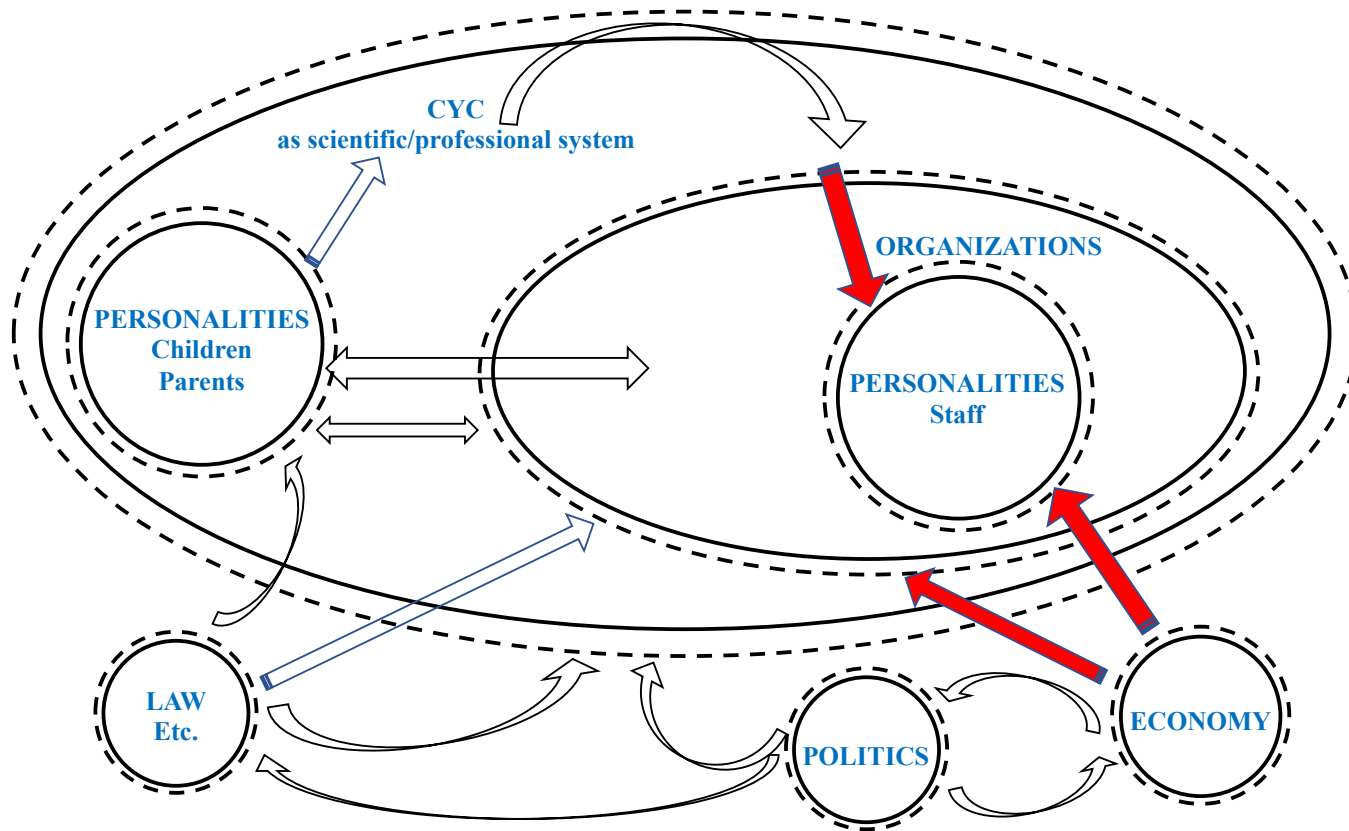 CYC
as scientific/professional system
ORGANIZATIONS
PERSONALITIES
Children
Parents
PERSONALITIES
Staff
LAW
Etc.
POLITICS
ECONOMY